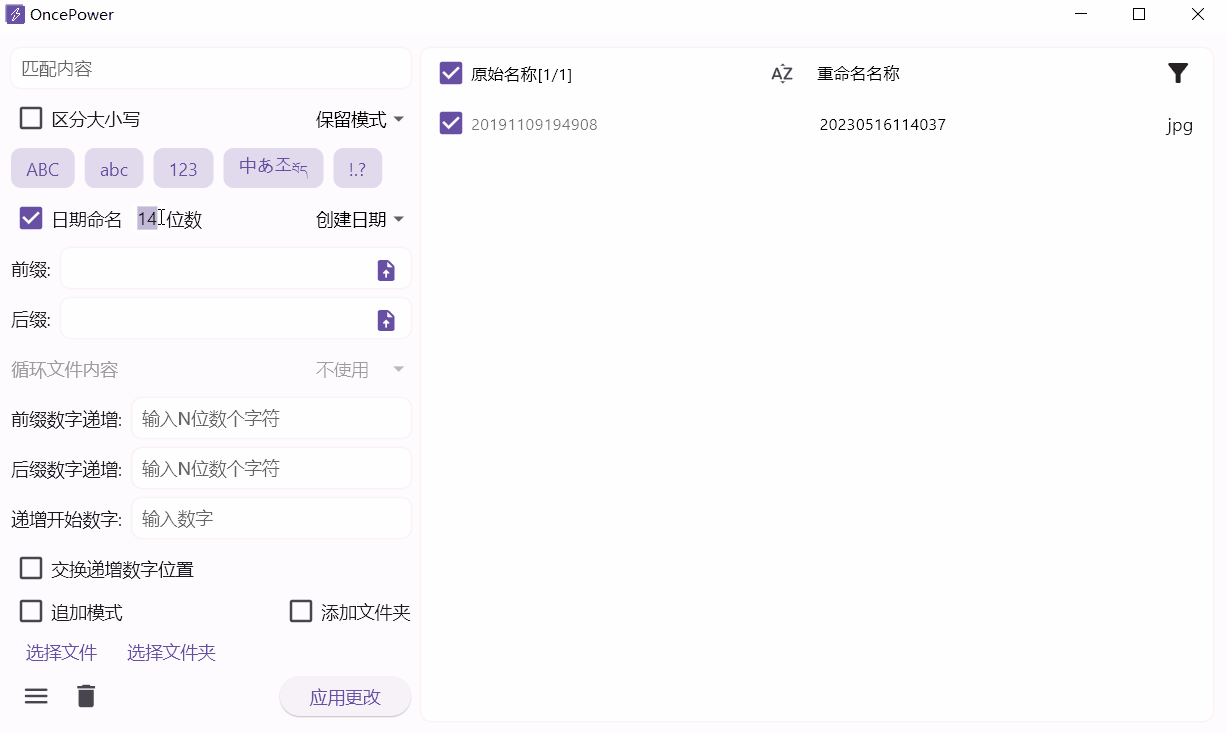 OncePower
匹配内容
区分大小写
保留模式
ABC
abc
123
中あ조ཨོད
!.?
日期命名
14 位数
创建日期
前缀:
后缀:
循环文件内容
不使用
前缀数字递增:
输入N位数个字符
后缀数字递增:
输入N位数个字符
递增开始数字:
输入数字
交换递增数字位置
追加模式
添加文件夹
选择文件
选择文件夹
应用更改
原始名称[1/1]
AZ
重命名名称
20191109194908
20230516114037
jpg